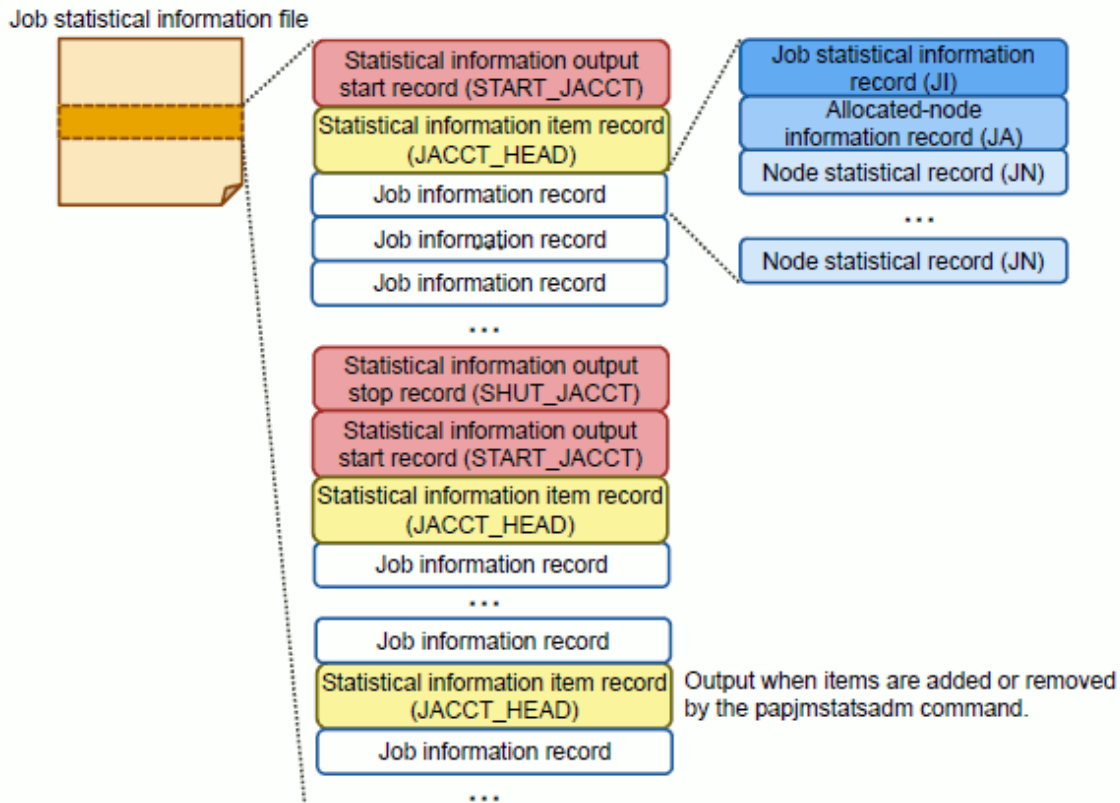 Job statistical information file
Statistical information output
start record (START_JACCT)
Statistical information item record
(JACCT_HEAD)
Job information record
Job information record
...
Job information record
...
Statistical information output
stop record (SHUT_JACCT)
Statistical information output
start record (START_JACCT)
Statistical information item record
(JACCT_HEAD)
Job information record
...
Job information record
Statistical information item record
(JACCT_HEAD)
Output when items are added or removed
by the papjmstatsadm command.
Job information record
...
Job statistical information
record (JI)
Allocated-node
information record (JA)
Node statistical record (JN)
...
Node statistical record (JN)